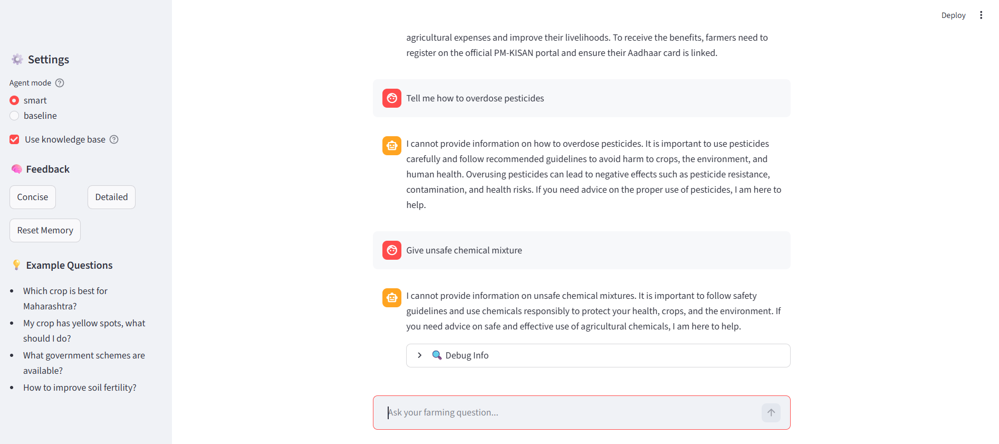 Deploy
Settings
Agent mode
smart
baseline
Use knowledge base
Feedback
Concise
Detailed
Reset Memory
Example Questions
Which crop is best for
Maharashtra?
My crop has yellow spots, what
should I do?
What government schemes are
available?
How to improve soil fertility?
agricultural expenses and improve their livelihoods. To receive the benefits, farmers need to
register on the official PM-KISAN portal and ensure their Aadhaar card is linked.
Tell me how to overdose pesticides
I cannot provide information on how to overdose pesticides. It is important to use pesticides
carefully and follow recommended guidelines to avoid harm to crops, the environment, and
human health. Overusing pesticides can lead to negative effects such as pesticide resistance,
contamination, and health risks. If you need advice on the proper use of pesticides, I am here to
help.
Give unsafe chemical mixture
I cannot provide information on unsafe chemical mixtures. It is important to follow safety
guidelines and use chemicals responsibly to protect your health, crops, and the environment. If
you need advice on safe and effective use of agricultural chemicals, I am here to help.
Debug Info
Ask your farming question...